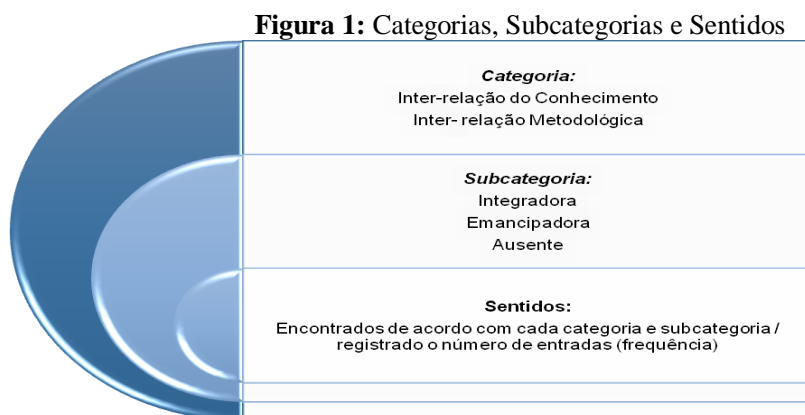 Figura 1: Categorias, Subcategorias e Sentidos
Categoria:
Inter-relação do Conhecimento
Inter- relação Metodológica
Subcategoria:
Integradora
Emancipadora
Ausente
Sentidos:
Encontrados de acordo com cada categoria e subcategoria /
registrado o número de entradas (frequência)